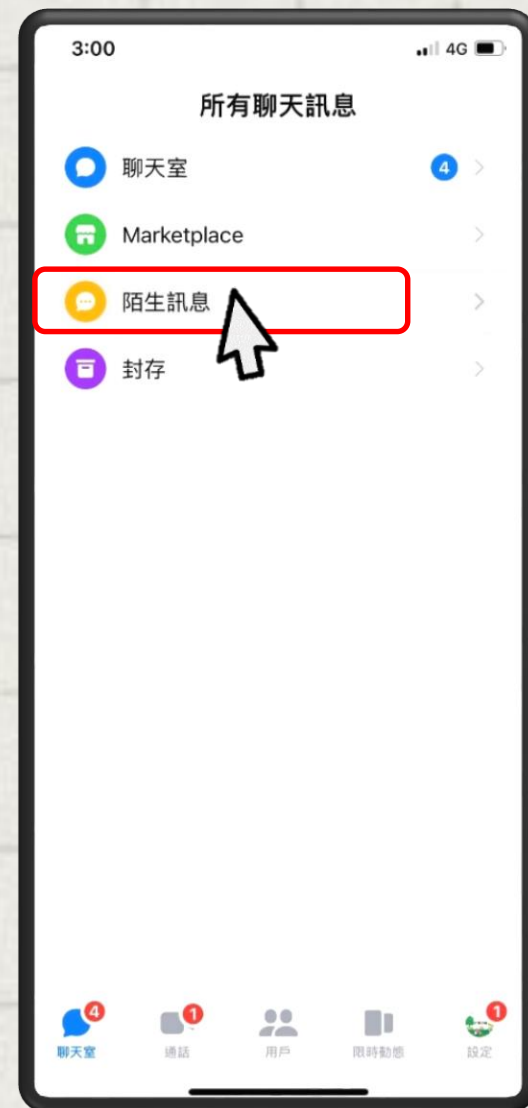 3:00 4G
所有聊天訊息
聊天室 4
Marketplace
陌生訊息
封存
4 1 1
聊天室 通話 用戶 限時動態 設定